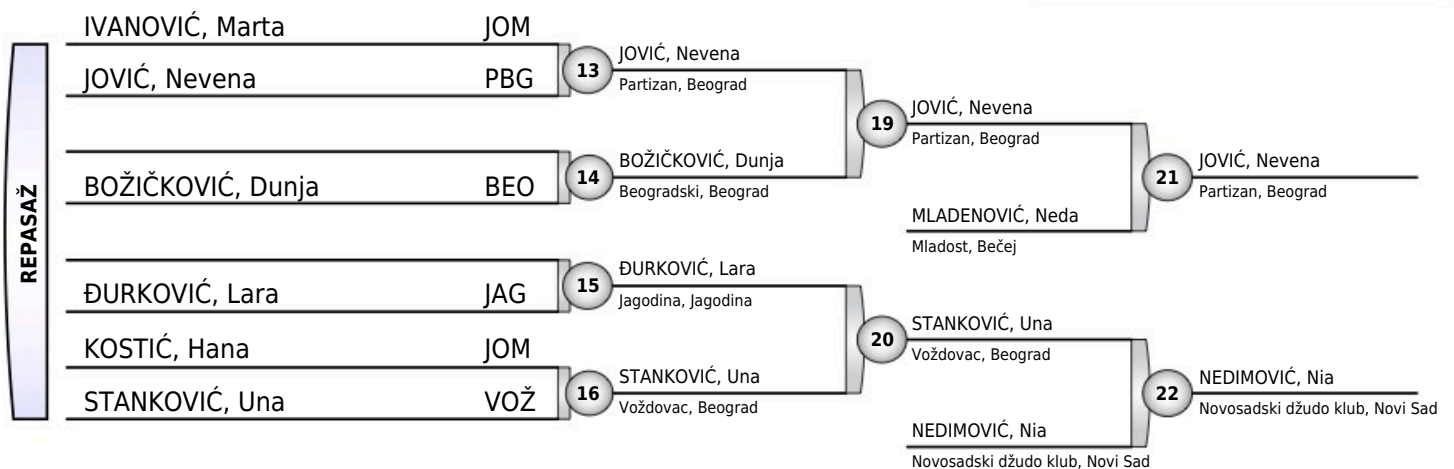 REPASAŽ
IVANOVIĆ, Marta JOM
JOVIĆ, Nevena PBG
BOŽIČKOVIĆ, Dunja BEO
ĐURKOVIĆ, Lara JAG
KOSTIĆ, Hana JOM
STANKOVIĆ, Una VOŽ
13
JOVIĆ, Nevena
Partizan, Beograd
14
BOŽIČKOVIĆ, Dunja
Beogradski, Beograd
15
ĐURKOVIĆ, Lara
Jagodina, Jagodina
16
STANKOVIĆ, Una
Voždovac, Beograd
19
JOVIĆ, Nevena
Partizan, Beograd
MLADENOVIĆ, Neda
Mladost, Bečej
20
STANKOVIĆ, Una
Voždovac, Beograd
NEDIMOVIĆ, Nia
Novosadski džudo klub, Novi Sad
21
JOVIĆ, Nevena
Partizan, Beograd
22
NEDIMOVIĆ, Nia
Novosadski džudo klub, Novi Sad